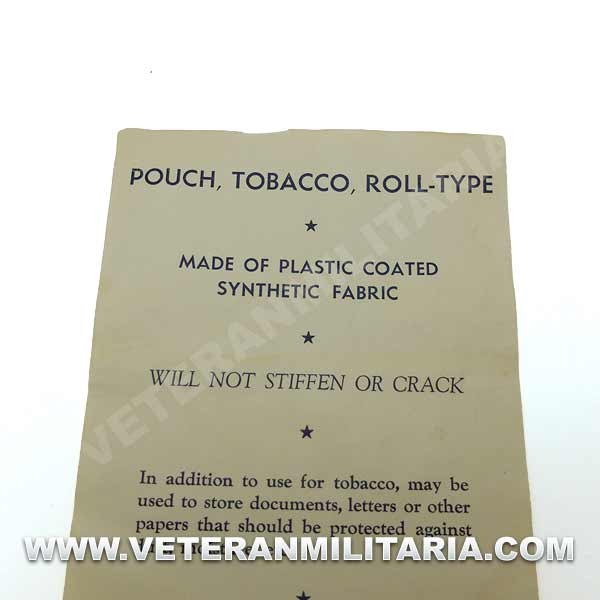 POUCH, TOBACCO, ROLL-TYPE
★
MADE OF PLASTIC COATED
SYNTHETIC FABRIC
★
WILL NOT STIFFEN OR CRACK
★
In addition to use for tobacco, may be
used to store documents, letters or other
papers that should be protected against
WWW.VETERANMILITARIA.COM
★
VETERANMILITARIA